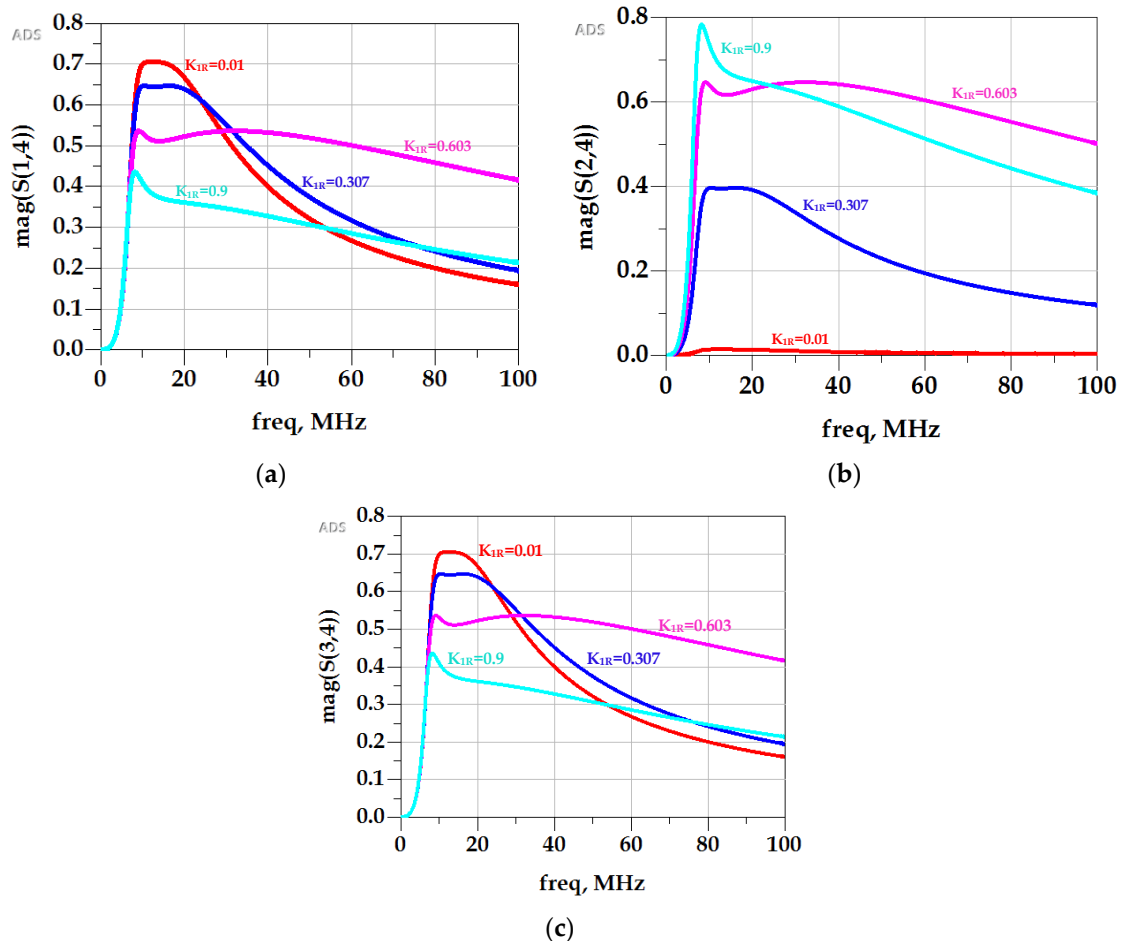 ADS
mag(S(1,4))
0.8
0.7
0.6
0.5
0.4
0.3
0.2
0.1
0.0
K1R=0.01
K1R=0.603
K1R=0.307
K1R=0.9
0 20 40 60 80 100
freq, MHz
(a)
ADS
mag(S(2,4))
0.8
0.6
0.4
0.2
0.0
K1R=0.9
K1R=0.603
K1R=0.307
K1R=0.01
0 20 40 60 80 100
freq, MHz
(b)
ADS
mag(S(3,4))
0.8
0.7
0.6
0.5
0.4
0.3
0.2
0.1
0.0
K1R=0.01
K1R=0.603
K1R=0.307
K1R=0.9
0 20 40 60 80 100
freq, MHz
(c)